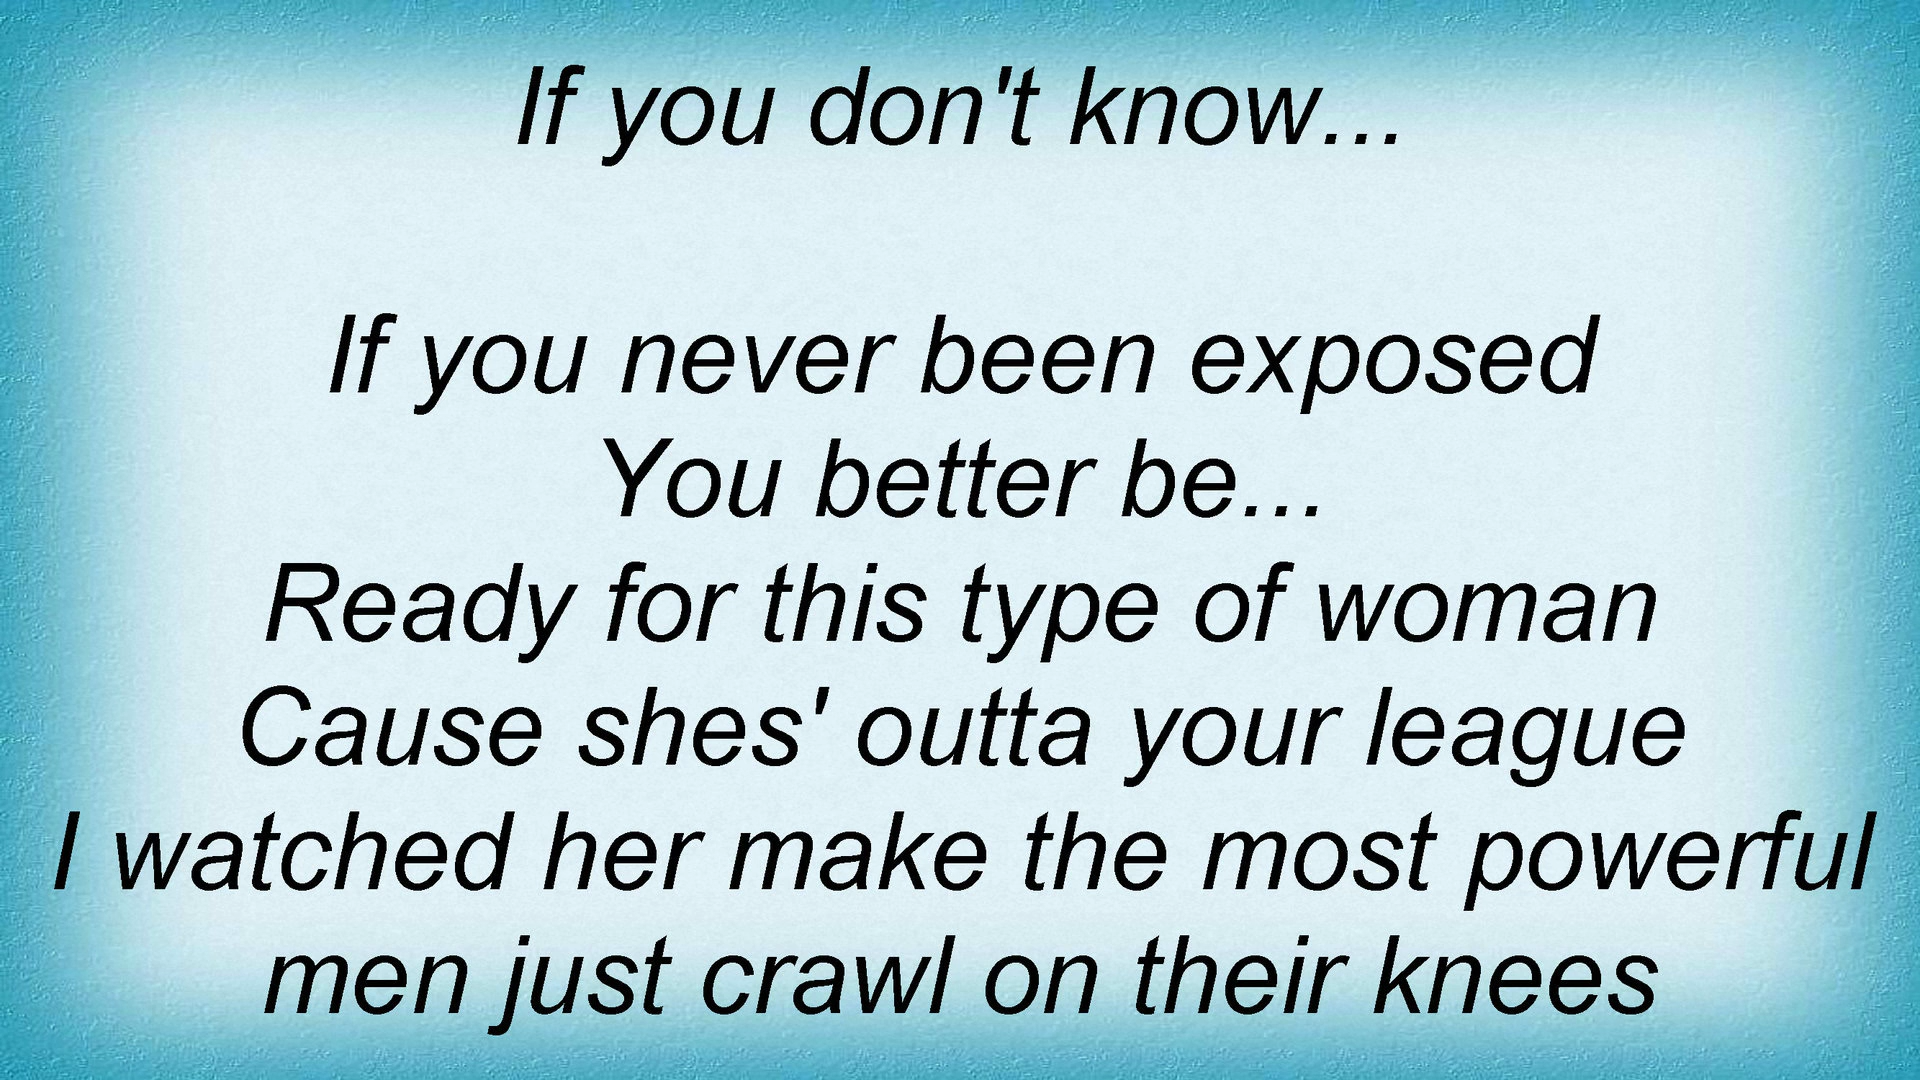 If you don't know...
If you never been exposed
You better be...
Ready for this type of woman
Cause shes' outta your league
I watched her make the most powerful
men just crawl on their knees